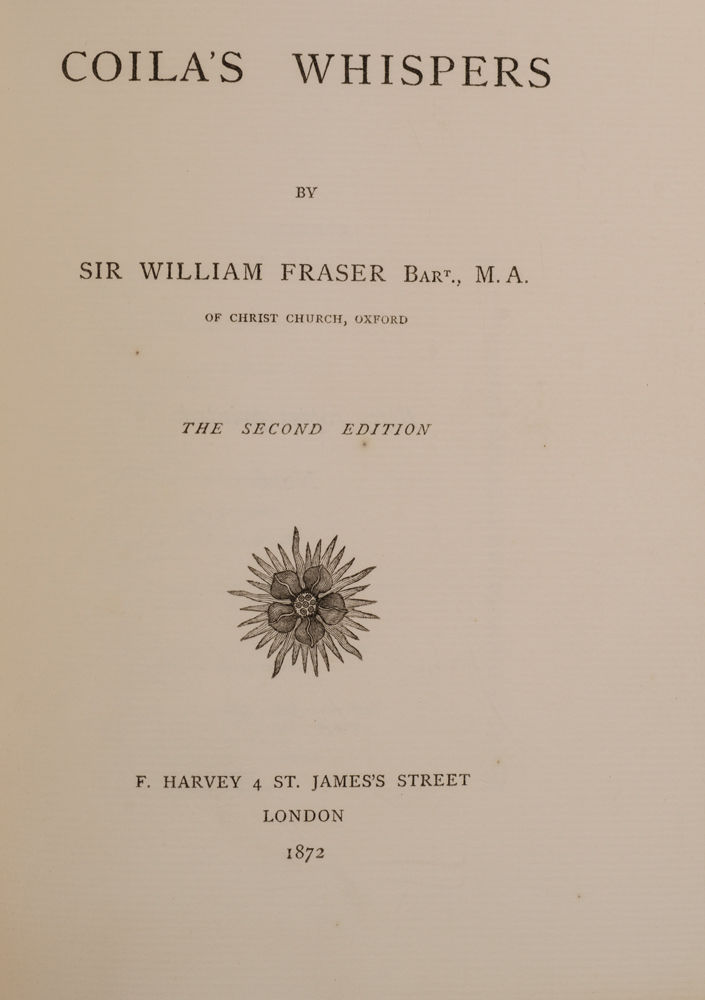 COILA'S WHISPERS
BY
SIR WILLIAM FRASER BARᵀ., M.A.
OF CHRIST CHURCH, OXFORD
THE SECOND EDITION
F. HARVEY 4 ST. JAMES'S STREET
LONDON
1872